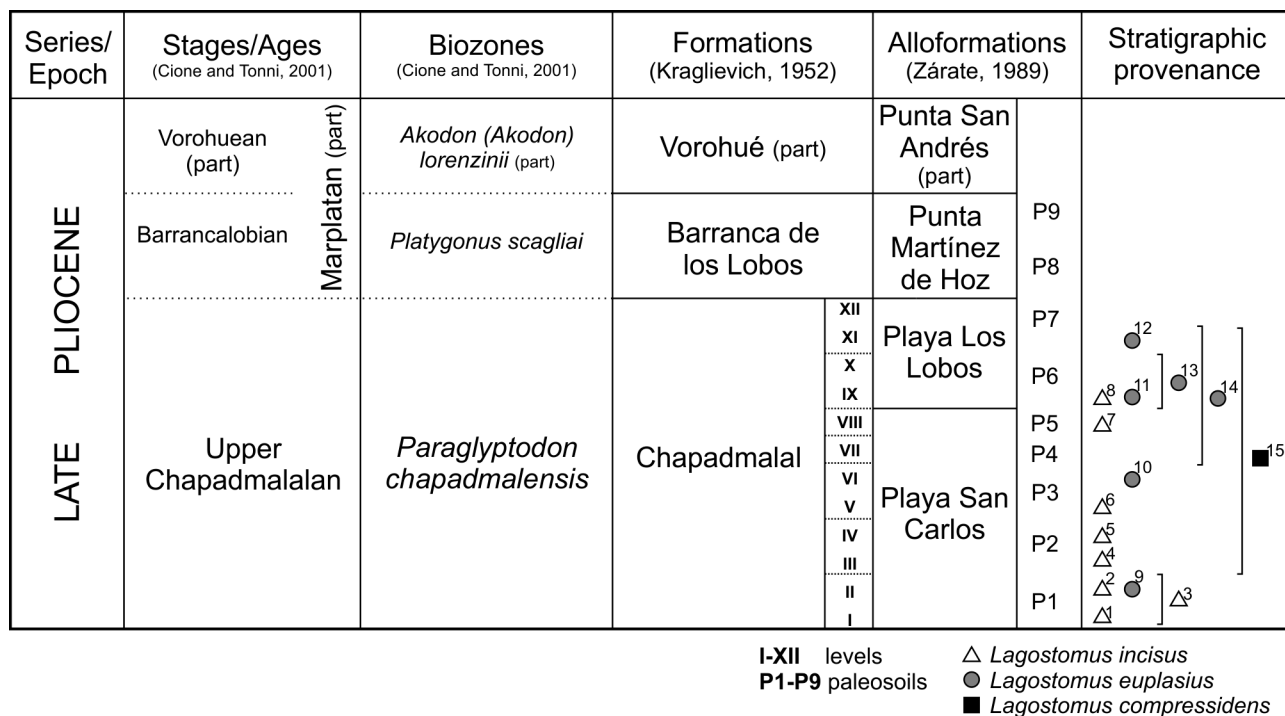 Series/
Epoch
Stages/Ages
(Cione and Tonni, 2001)
Biozones
(Cione and Tonni, 2001)
Formations
(Kraglievich, 1952)
Alloformations
(Zárate, 1989)
Stratigraphic
provenance
LATE PLIOCENE
Vorohuean
(part)
Barrancalobian
Marplatan (part)
Upper
Chapadmalalan
Akodon (Akodon)
lorenzinii (part)
Platygonus scagliai
Paraglyptodon
chapadmalensis
Vorohué (part)
Barranca de
los Lobos
Chapadmalal
XII
XI
X
IX
VIII
VII
VI
V
IV
III
II
I
Punta San
Andrés
(part)
Punta
Martínez
de Hoz
Playa Los
Lobos
Playa San
Carlos
P9
P8
P7
P6
P5
P4
P3
P2
P1
12
8 11 13 14
7
15
10
6
5
4
2 9 3
1
I-XII levels
P1-P9 paleosoils
Lagostomus incisus
Lagostomus euplasius
Lagostomus compressidens